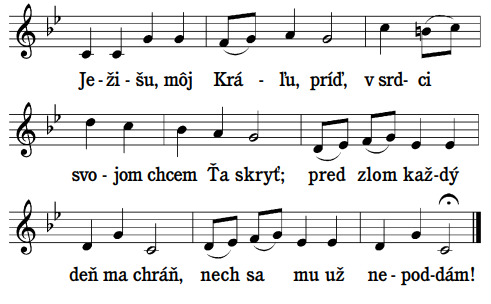 Je - ži - šu, môj Krá - ľu, príď, v srd- ci
svo - jom chcem Ťa skryť; pred zlom kaž-dý
deň ma chráň, nech sa mu už ne - pod-dám!